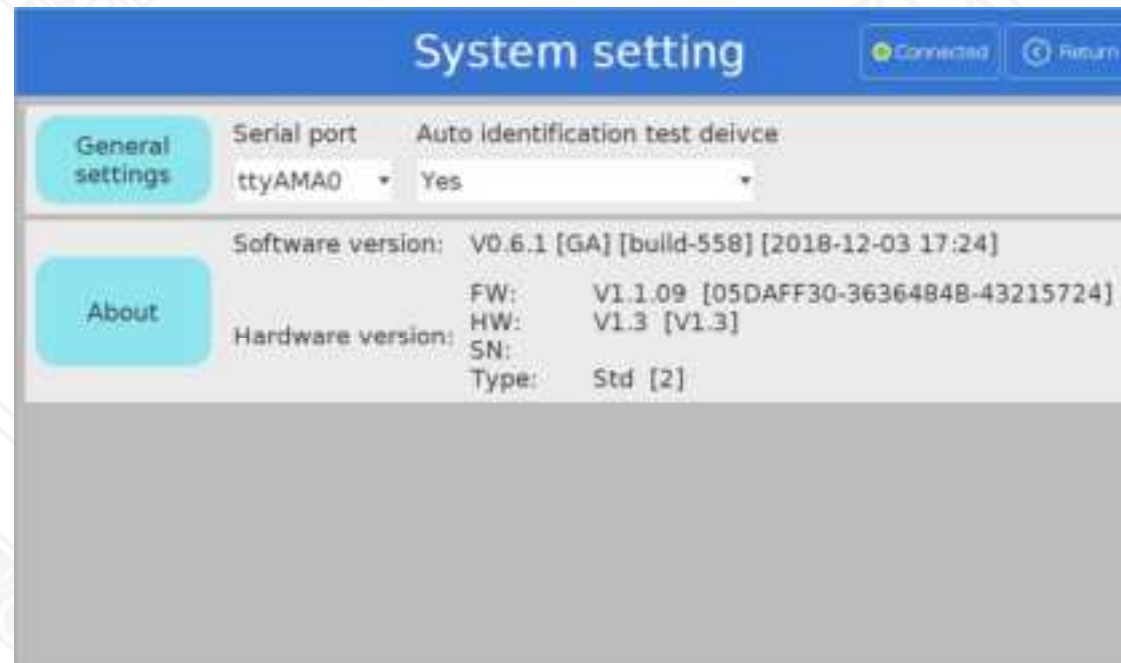 System setting
Connected
Return
General
settings
Serial port
Auto identification test deivce
ttyAMA0
Yes
About
Software version:
V0.6.1 [GA] [build-558] [2018-12-03 17:24]
Hardware version:
FW: V1.1.09 [05DAFF30-3636484B-43215724]
HW: V1.3 [V1.3]
SN:
Type: Std [2]